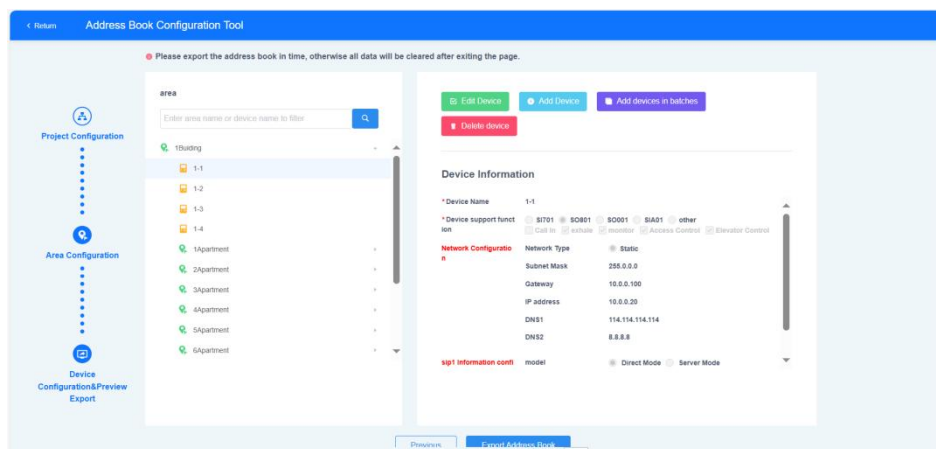 < Return Address Book Configuration Tool
Please export the address book in time, otherwise all data will be cleared after exiting the page.
area
Enter area name or device name to filter
Project Configuration
Area Configuration
Device
Configuration&Preview
Export
1Buiding
1-1
1-2
1-3
1-4
1Apartment
2Apartment
3Apartment
4Apartment
5Apartment
6Apartment
Edit Device Add Device Add devices in batches
Delete device
Device Information
*Device Name 1-1
*Device support funct SI701 SO801 SO001 SIA01 other
ion Call in exhale monitor Access Control Elevator Control
Network Configuratio Network Type Static
n
Subnet Mask 255.0.0.0
Gateway 10.0.0.100
IP address 10.0.0.20
DNS1 114.114.114.114
DNS2 8.8.8.8
sip1 information confi model Direct Mode Server Mode
Previous Export Address Book